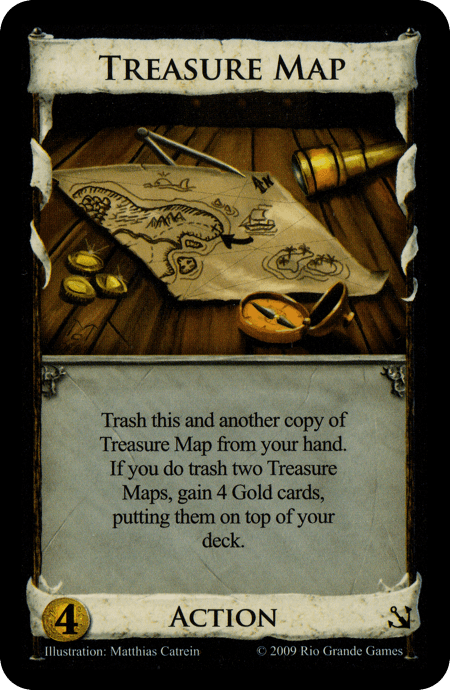 TREASURE MAP
N
Trash this and another copy of
Treasure Map from your hand.
If you do trash two Treasure
Maps, gain 4 Gold cards,
putting them on top of your
deck.
4
ACTION
Illustration: Matthias Catrein © 2009 Rio Grande Games